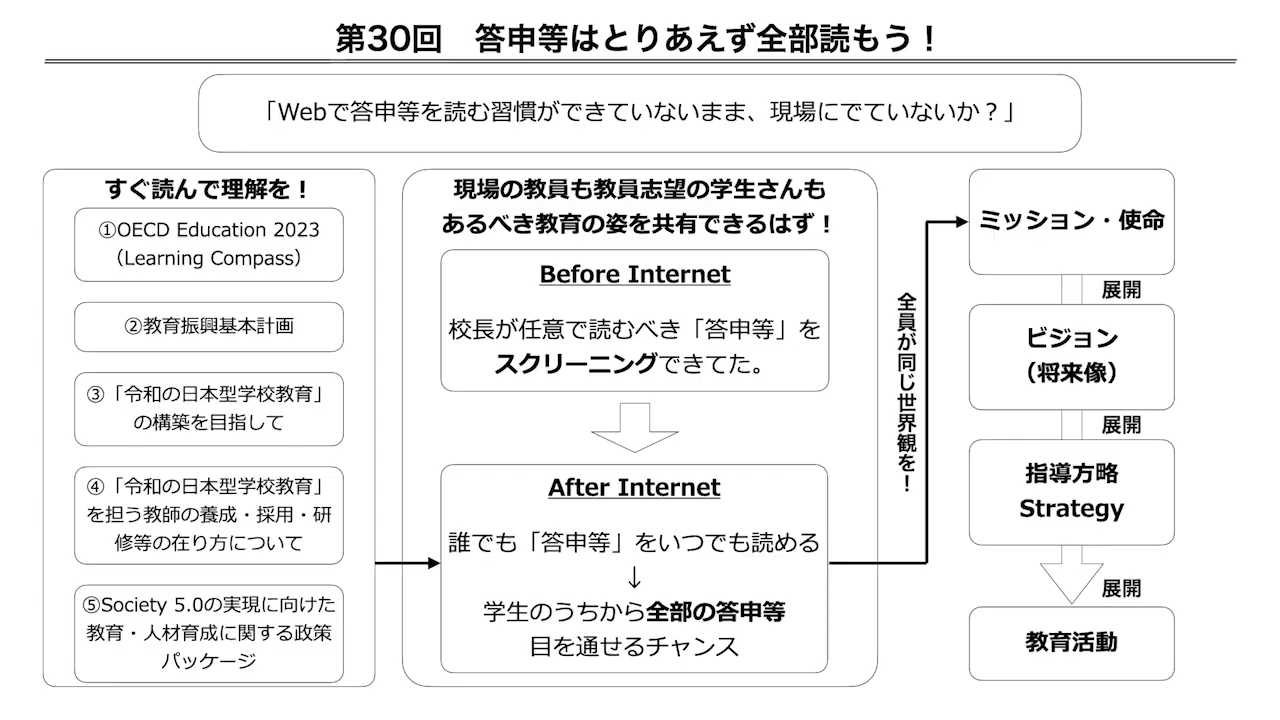 第30回　答申等はとりあえず全部読もう！
「Webで答申等を読む習慣ができていないまま、現場にでていないか？」
すぐ読んで理解を！
①OECD Education 2023
（Learning Compass）
②教育振興基本計画
③「令和の日本型学校教育」
の構築を目指して
④「令和の日本型学校教育」
を担う教師の養成・採用・研
修等の在り方について
⑤Society 5.0の実現に向けた
教育・人材育成に関する政策
パッケージ
現場の教員も教員志望の学生さんも
あるべき教育の姿を共有できるはず！
Before Internet
校長が任意で読むべき「答申等」を
スクリーニングできてた。
After Internet
誰でも「答申等」をいつでも読める
↓
学生のうちから全部の答申等
目を通せるチャンス
全員が同じ世界観を！
ミッション・使命
展開
ビジョン
（将来像）
展開
指導方略
Strategy
展開
教育活動